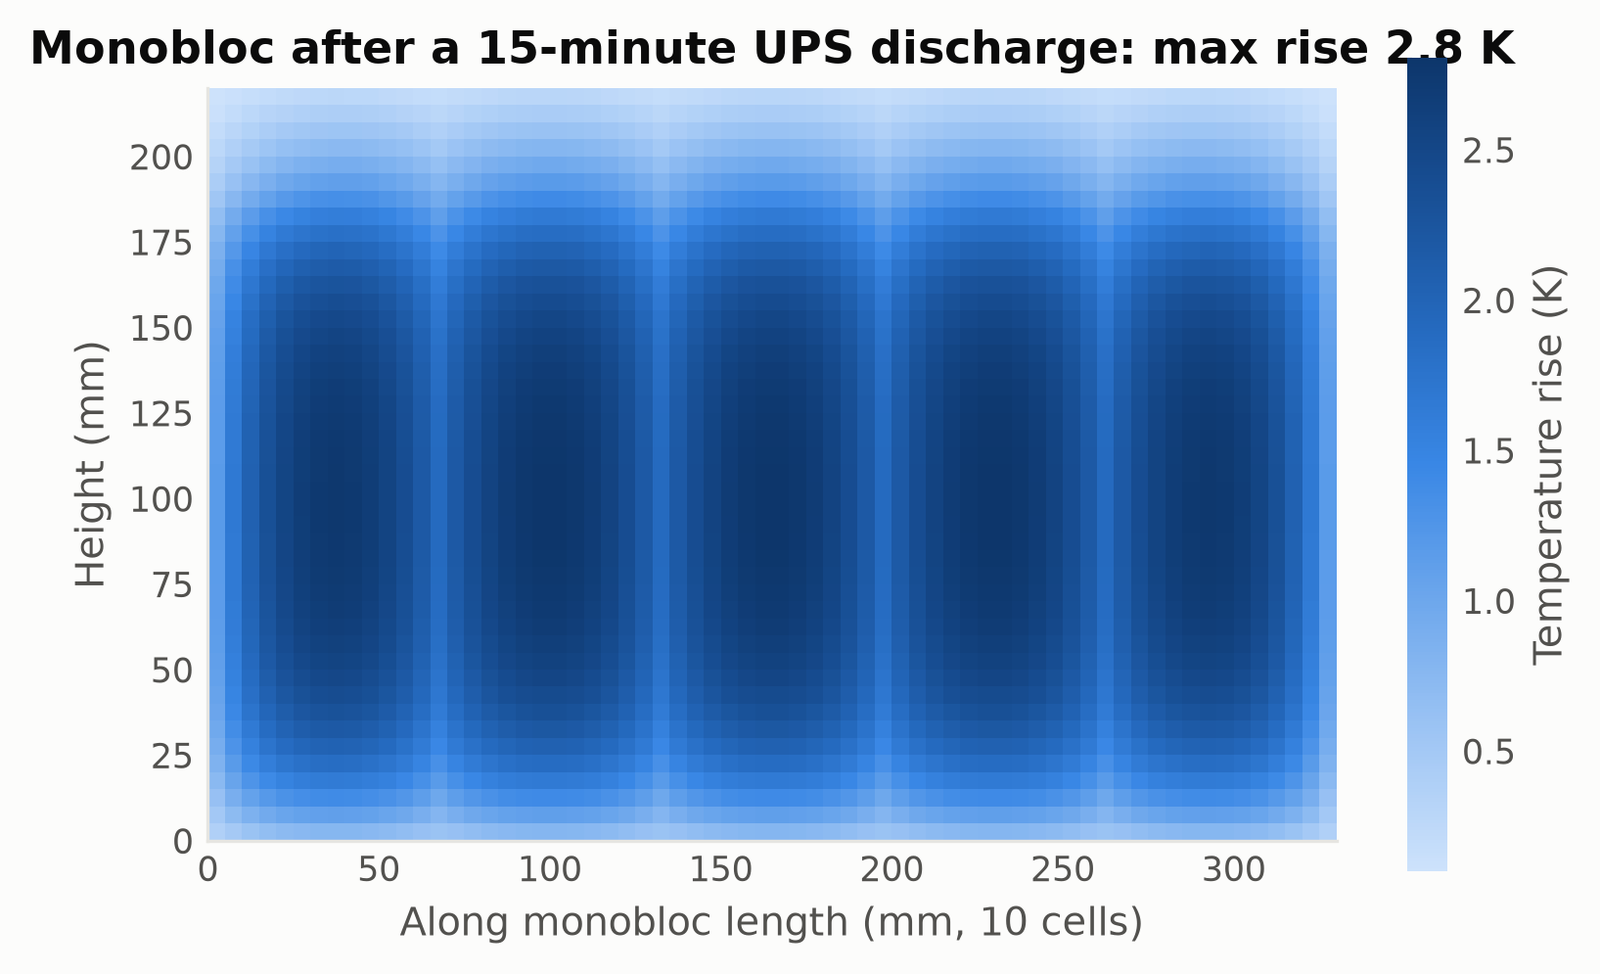 Monobloc after a 15-minute UPS discharge: max rise 2.8 K
200
175
150
125
100
75
50
25
0
Height (mm)
0 50 100 150 200 250 300
Along monobloc length (mm, 10 cells)
2.5
2.0
1.5
1.0
0.5
Temperature rise (K)